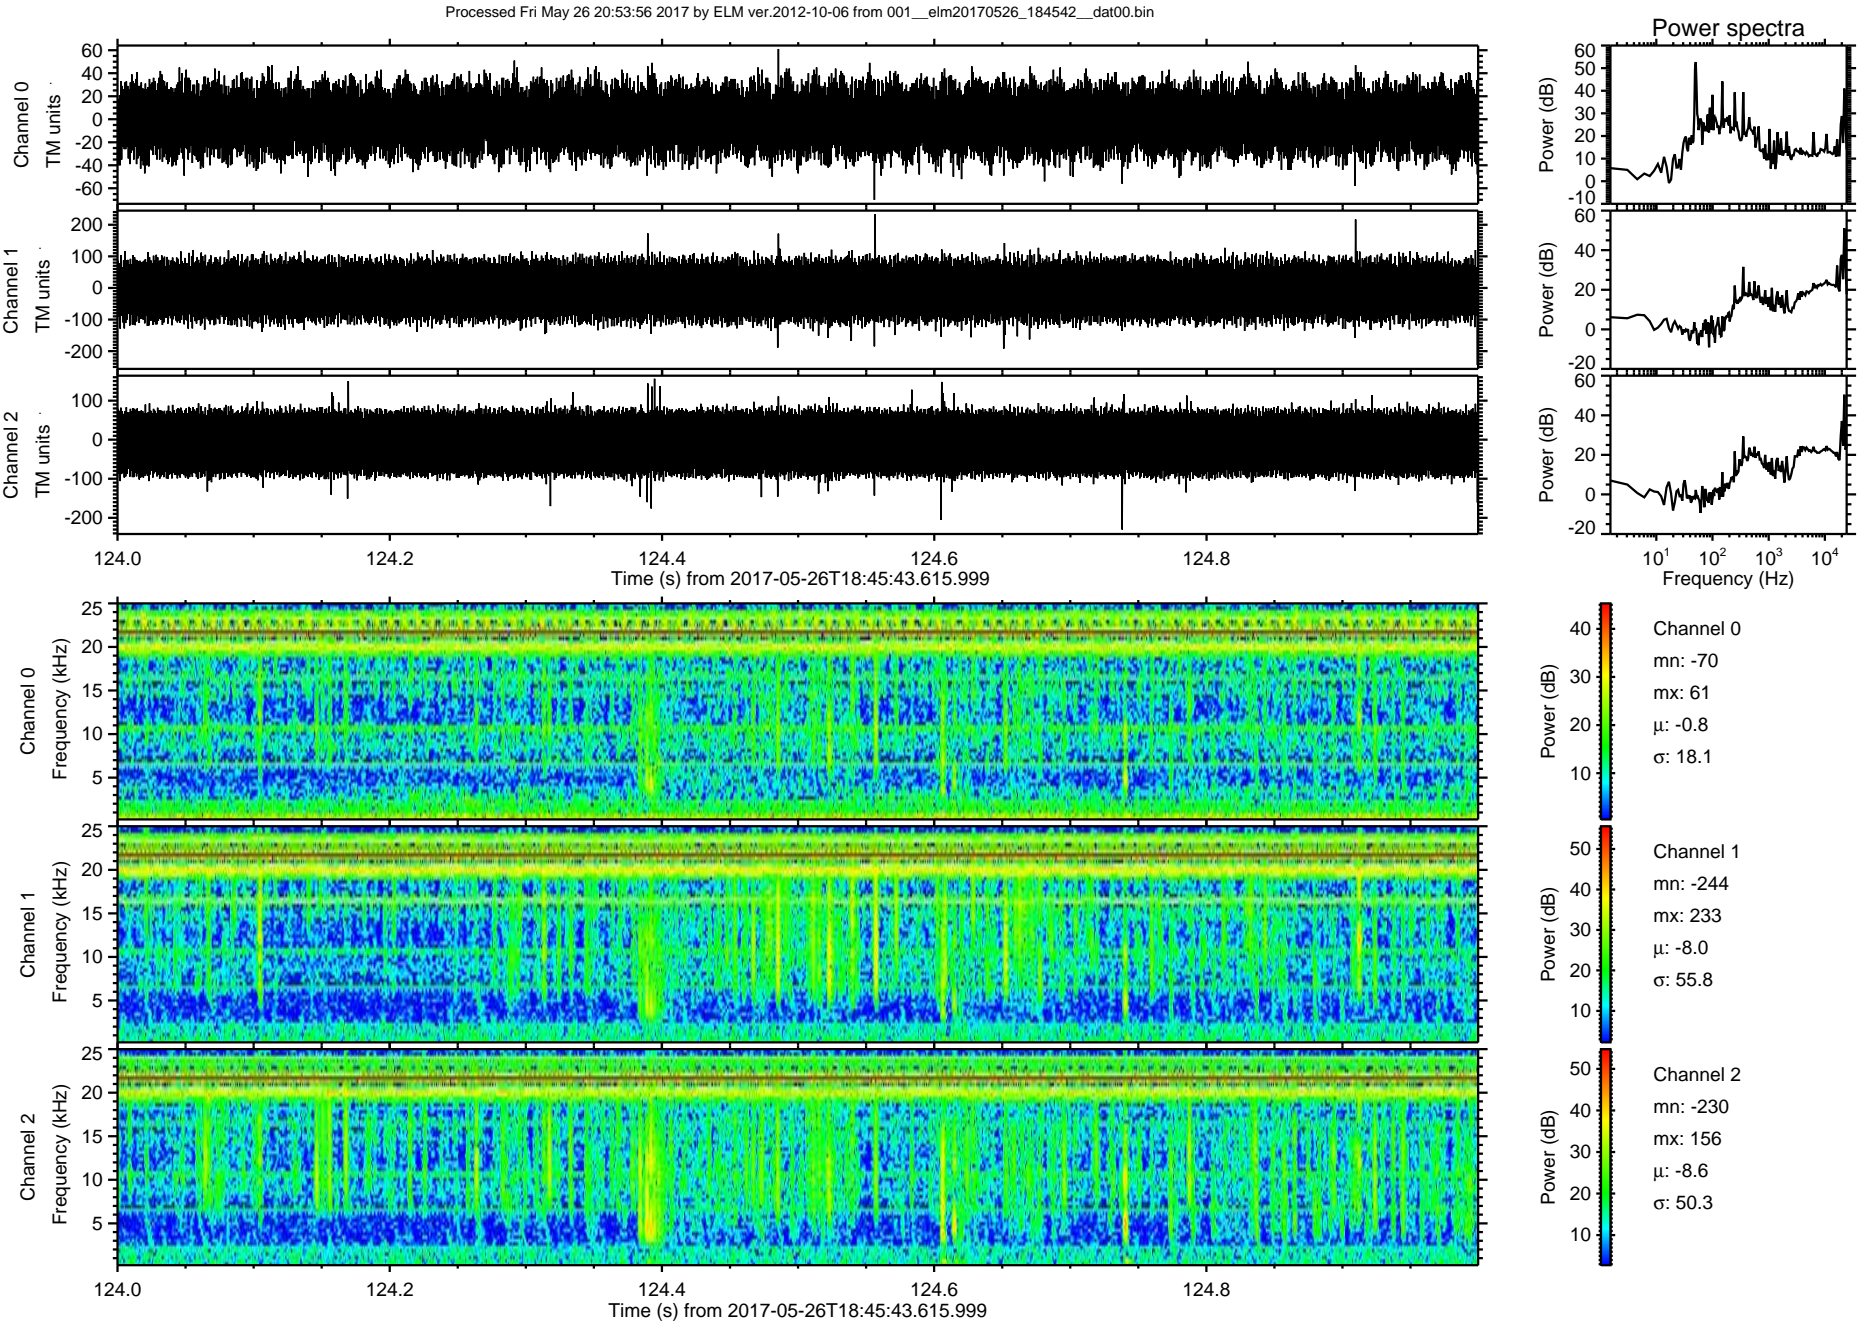 Processed Fri May 26 20:53:56 2017 by ELM ver.2012-10-06 from 001__elm20170526_184542__dat00.bin
Power spectra
Channel 0
TM units
60
40
20
0
-20
-40
-60
Power (dB)
60
50
40
30
20
10
0
-10
Channel 1
TM units
200
100
0
-100
-200
Power (dB)
60
40
20
0
-20
Channel 2
TM units
100
0
-100
-200
Power (dB)
60
40
20
0
-20
124.0 124.2 124.4 124.6 124.8
Time (s) from 2017-05-26T18:45:43.615.999
10^1 10^2 10^3 10^4
Frequency (Hz)
Channel 0
Frequency (kHz)
25
20
15
10
5
Power (dB)
40
30
20
10
Channel 0
mn: -70
mx: 61
μ: -0.8
σ: 18.1
Channel 1
Frequency (kHz)
25
20
15
10
5
Power (dB)
50
40
30
20
10
Channel 1
mn: -244
mx: 233
μ: -8.0
σ: 55.8
Channel 2
Frequency (kHz)
25
20
15
10
5
Power (dB)
50
40
30
20
10
Channel 2
mn: -230
mx: 156
μ: -8.6
σ: 50.3
124.0 124.2 124.4 124.6 124.8
Time (s) from 2017-05-26T18:45:43.615.999